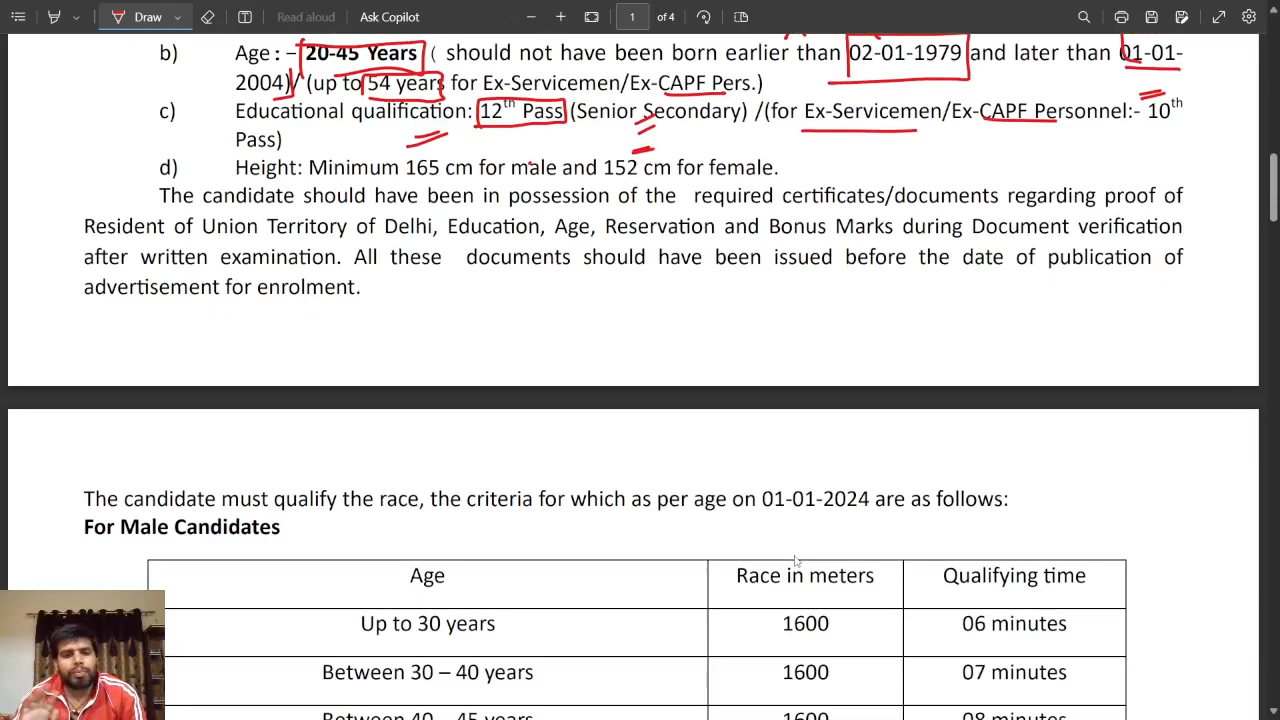 Draw
Read aloud
Ask Copilot
1 of 4
b) Age : – 20-45 Years ( should not have been born earlier than 02-01-1979 and later than 01-01-
2004)/ (up to 54 years for Ex-Servicemen/Ex-CAPF Pers.)
c) Educational qualification: 12th Pass (Senior Secondary) /(for Ex-Servicemen/Ex-CAPF Personnel:- 10th
Pass)
d) Height: Minimum 165 cm for male and 152 cm for female.
The candidate should have been in possession of the required certificates/documents regarding proof of
Resident of Union Territory of Delhi, Education, Age, Reservation and Bonus Marks during Document verification
after written examination. All these documents should have been issued before the date of publication of
advertisement for enrolment.
The candidate must qualify the race, the criteria for which as per age on 01-01-2024 are as follows:
For Male Candidates
Age Race in meters Qualifying time
Up to 30 years 1600 06 minutes
Between 30 – 40 years 1600 07 minutes
Between 40 – 45 years 1600 08 minutes